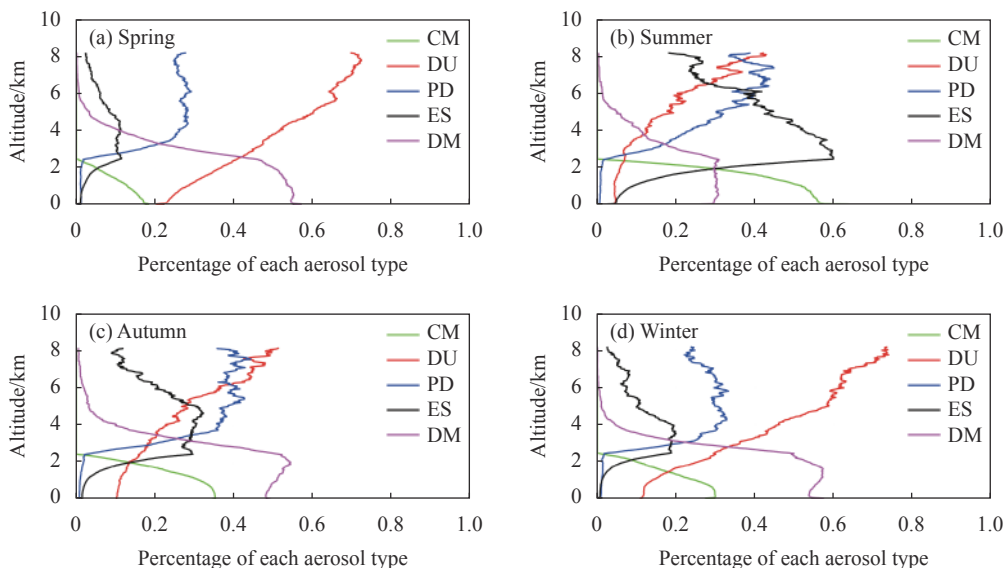 (a) Spring
CM
DU
PD
ES
DM
10
8
6
4
2
0
Altitude/km
0
0.2
0.4
0.6
0.8
1.0
Percentage of each aerosol type
(b) Summer
CM
DU
PD
ES
DM
10
8
6
4
2
0
Altitude/km
0
0.2
0.4
0.6
0.8
1.0
Percentage of each aerosol type
(c) Autumn
CM
DU
PD
ES
DM
10
8
6
4
2
0
Altitude/km
0
0.2
0.4
0.6
0.8
1.0
Percentage of each aerosol type
(d) Winter
CM
DU
PD
ES
DM
10
8
6
4
2
0
Altitude/km
0
0.2
0.4
0.6
0.8
1.0
Percentage of each aerosol type